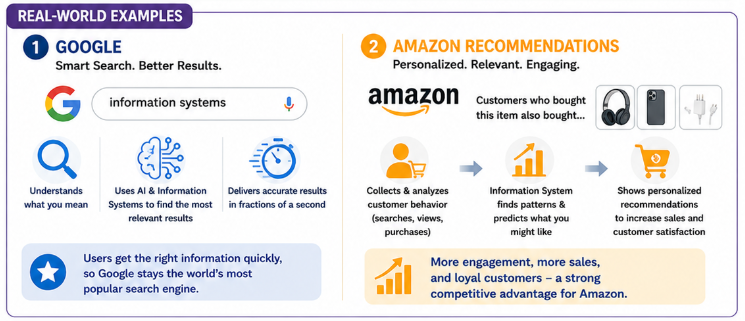 REAL-WORLD EXAMPLES
1 GOOGLE
Smart Search. Better Results.
G
information systems
Understands
what you mean
Uses AI & Information
Systems to find the most
relevant results
Delivers accurate results
in fractions of a second
Users get the right information quickly,
so Google stays the world's most
popular search engine.
2 AMAZON RECOMMENDATIONS
Personalized. Relevant. Engaging.
amazon
Customers who bought
this item also bought...
Collects & analyzes
customer behavior
(searches, views,
purchases)
Information System
finds patterns &
predicts what you
might like
Shows personalized
recommendations
to increase sales and
customer satisfaction
More engagement, more sales,
and loyal customers – a strong
competitive advantage for Amazon.